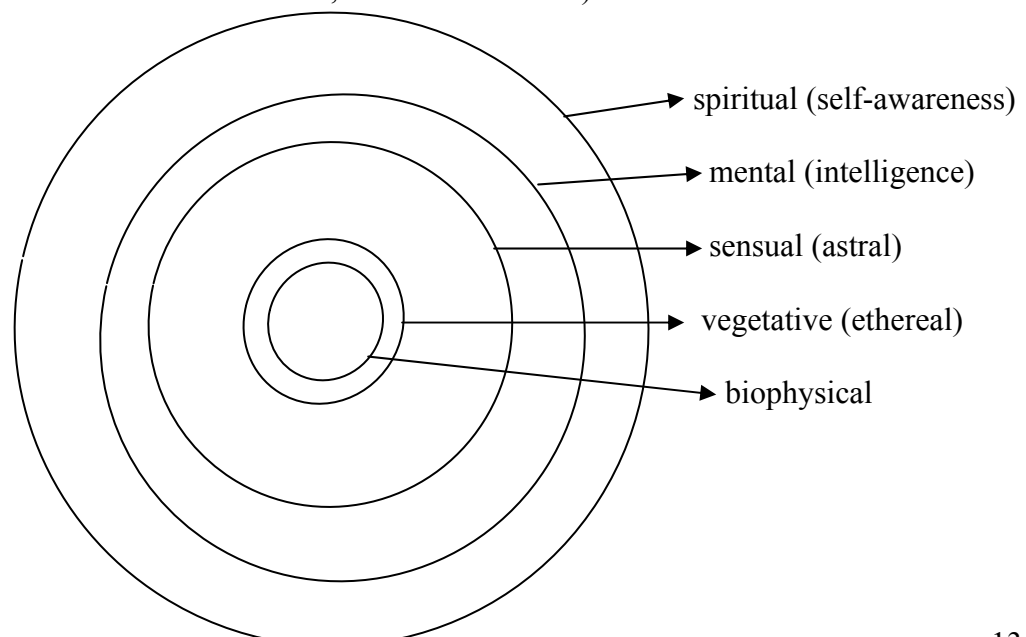 spiritual (self-awareness)
mental (intelligence)
sensual (astral)
vegetative (ethereal)
biophysical